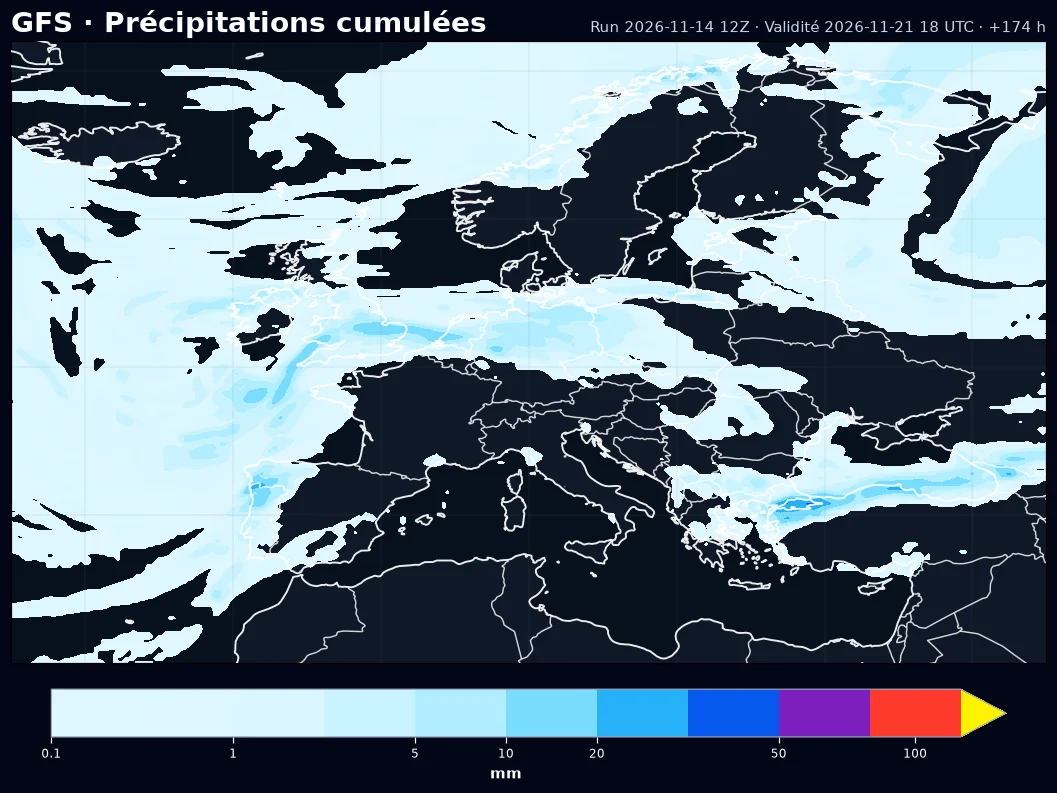 GFS · Précipitations cumulées
Run 2026-11-14 12Z · Validité 2026-11-21 18 UTC · +174 h
0.1 1 5 10 20 50 100
mm